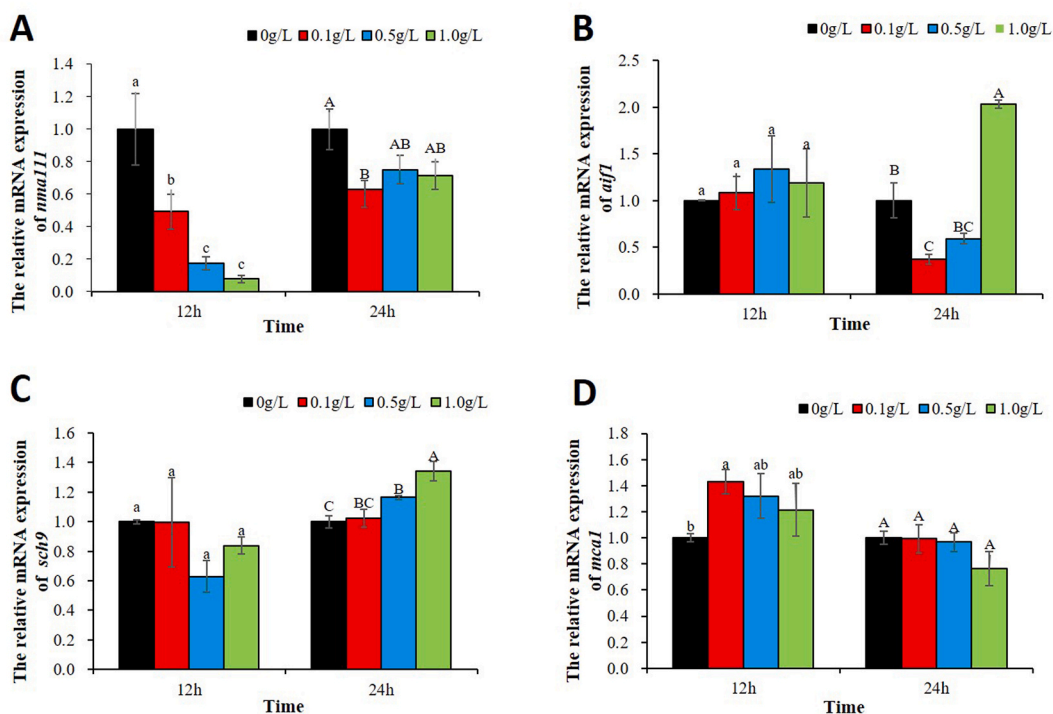 A
0g/L 0.1g/L 0.5g/L 1.0g/L
The relative mRNA expression
of nma111
1.4
1.2
1.0
0.8
0.6
0.4
0.2
0.0
a
b
c
c
A
B
AB
AB
12h
24h
Time
B
0g/L 0.1g/L 0.5g/L 1.0g/L
The relative mRNA expression
of aif1
2.5
2.0
1.5
1.0
0.5
0.0
a
a
a
a
B
C
BC
A
12h
24h
Time
C
0g/L 0.1g/L 0.5g/L 1.0g/L
The relative mRNA expression
of sch9
1.6
1.4
1.2
1.0
0.8
0.6
0.4
0.2
0.0
a
a
a
a
C
BC
B
A
12h
24h
Time
D
0g/L 0.1g/L 0.5g/L 1.0g/L
The relative mRNA expression
of mca1
1.8
1.6
1.4
1.2
1.0
0.8
0.6
0.4
0.2
0.0
b
a
ab
ab
A
A
A
A
12h
24h
Time